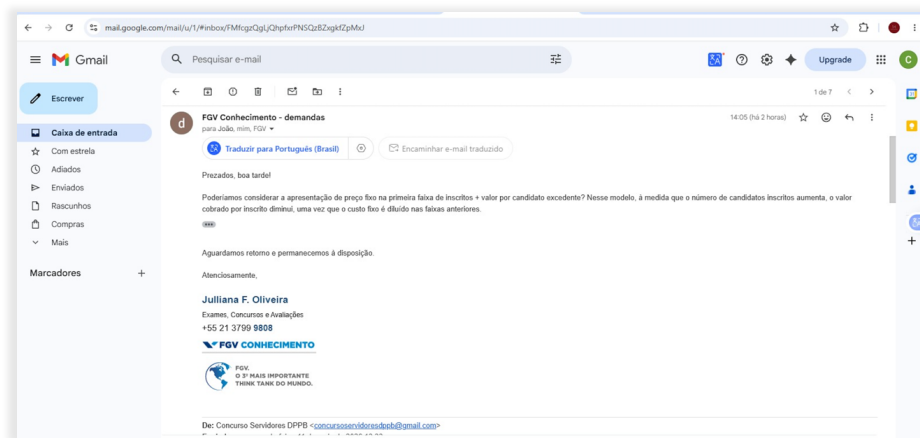 mail.google.com/mail/u/1/#inbox/FMfcgzQgLjQhpfxrPNSQzBZxgkfZpMxJ
Gmail
Pesquisar e-mail
Upgrade
C
Escrever
1 de 7
Caixa de entrada
Com estrela
Adiados
Enviados
Rascunhos
Compras
Mais
Marcadores
d
FGV Conhecimento - demandas
14:05 (há 2 horas)
para João, mim, FGV
Traduzir para Português (Brasil)
Encaminhar e-mail traduzido
Prezados, boa tarde!
Poderíamos considerar a apresentação de preço fixo na primeira faixa de inscritos + valor por candidato excedente? Nesse modelo, à medida que o número de candidatos inscritos aumenta, o valor
cobrado por inscrito diminui, uma vez que o custo fixo é diluído nas faixas anteriores.
Aguardamos retorno e permanecemos à disposição.
Atenciosamente,
Julliana F. Oliveira
Exames, Concursos e Avaliações
+55 21 3799 9808
FGV CONHECIMENTO
FGV.
O 3º MAIS IMPORTANTE
THINK TANK DO MUNDO.
De: Concurso Servidores DPPB <concursoservidoresdppb@gmail.com>